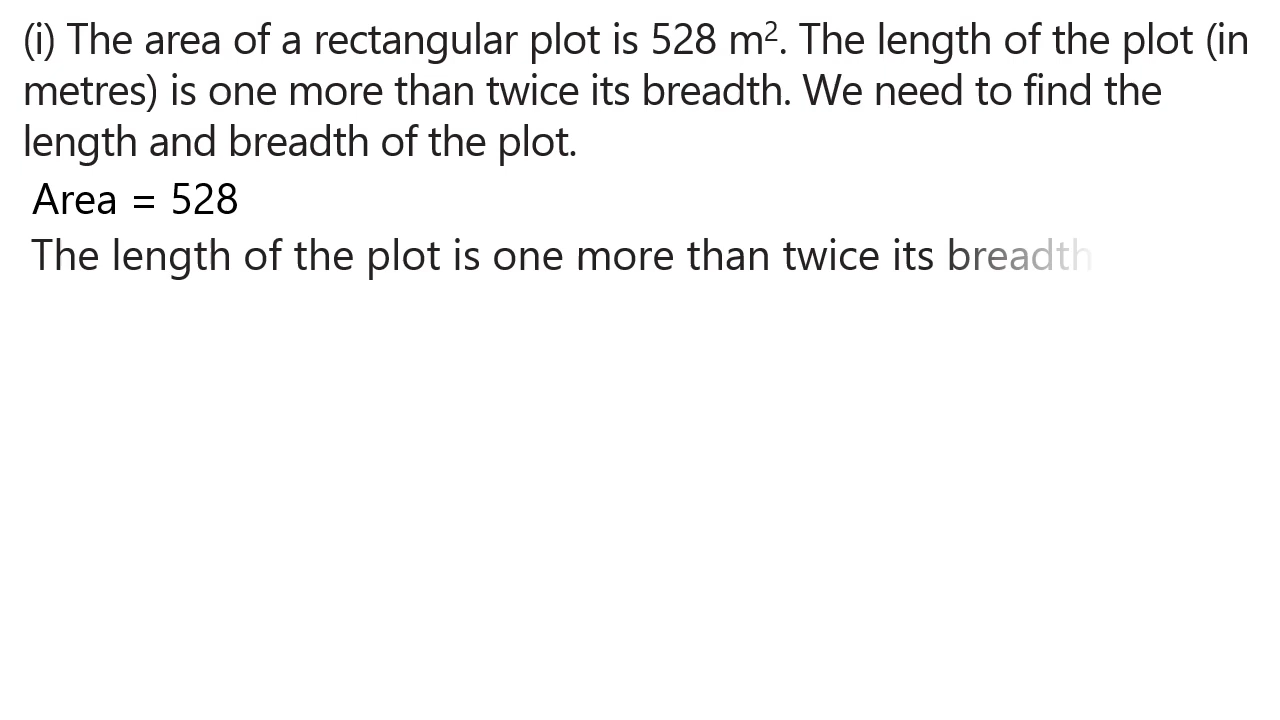 (i) The area of a rectangular plot is 528 m². The length of the plot (in
metres) is one more than twice its breadth. We need to find the
length and breadth of the plot.
Area = 528
The length of the plot is one more than twice its breadth